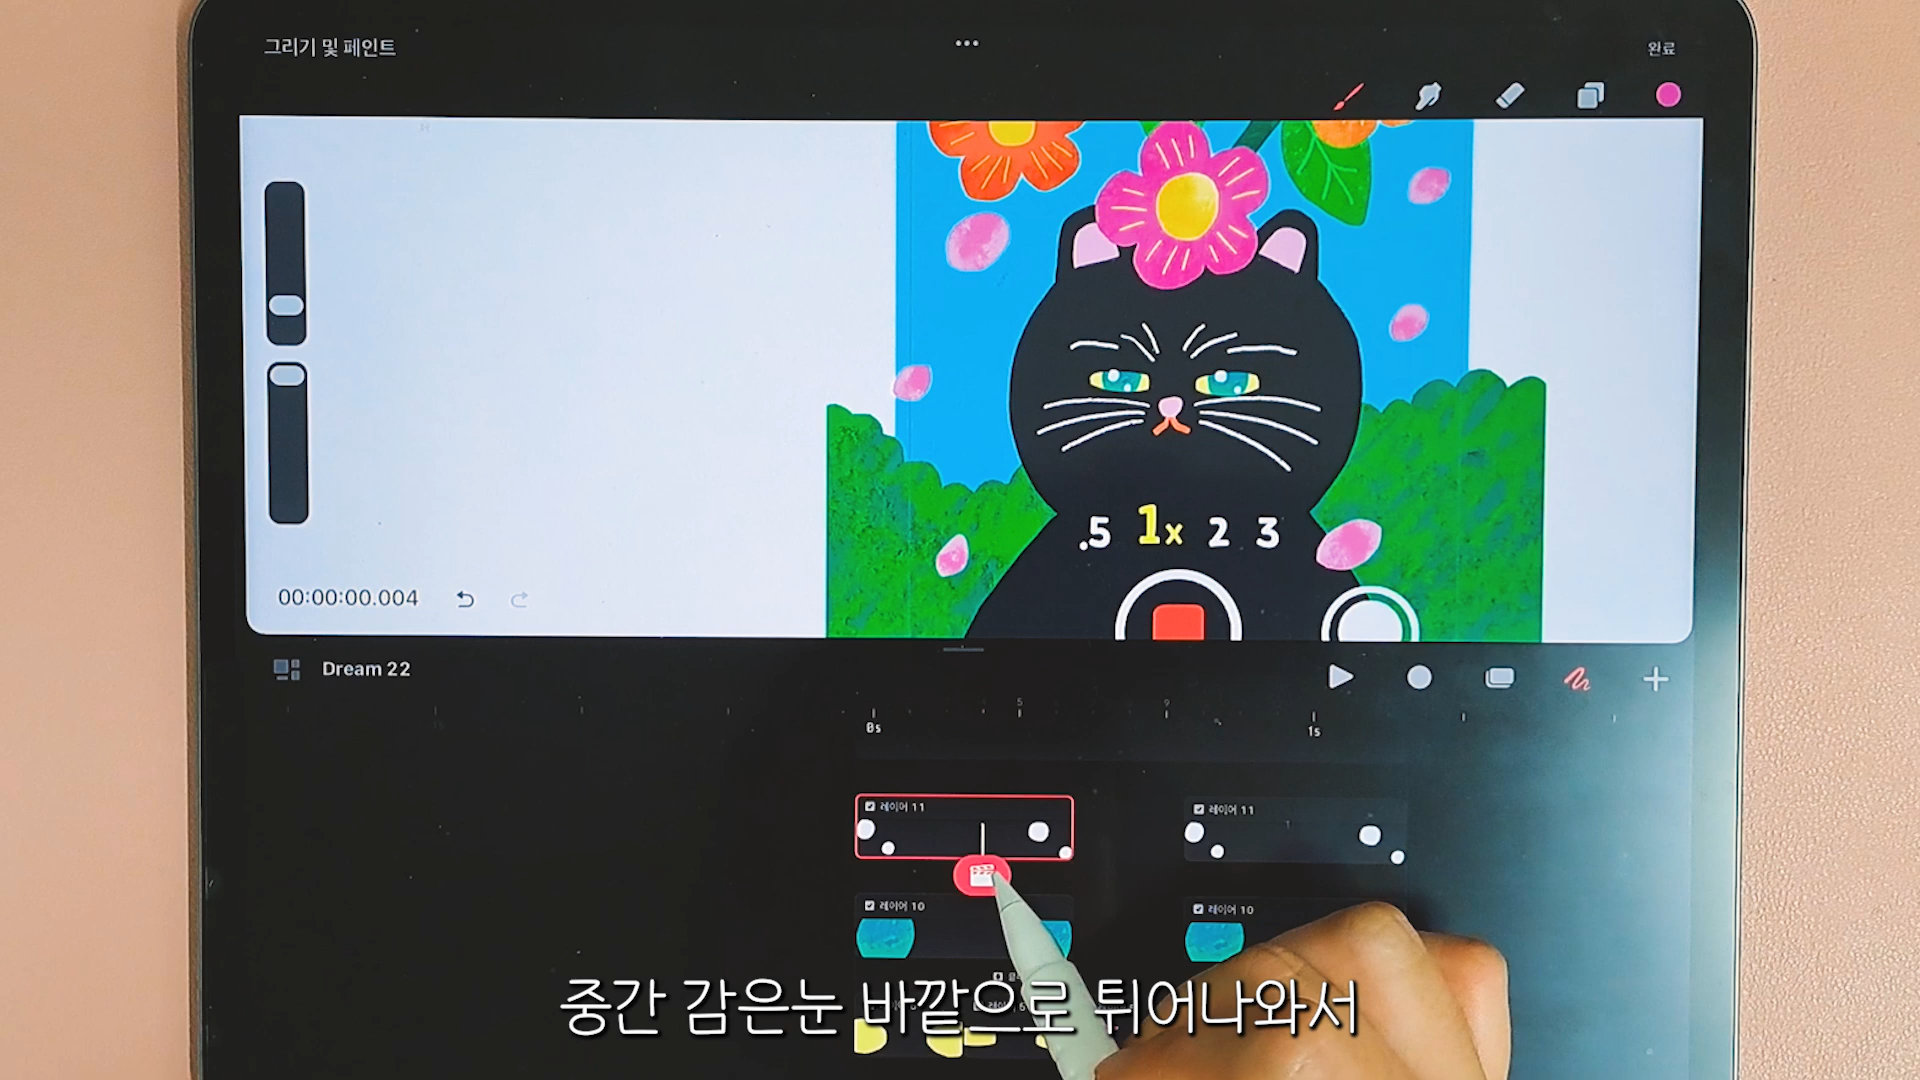 그리기 및 페인트
완료
.5 1x 2 3
00:00:00.004
Dream 22
5 9
0s 1s
레이어 11 레이어 11
레이어 10 레이어 10
중간 감은눈 바깥으로 튀어나와서